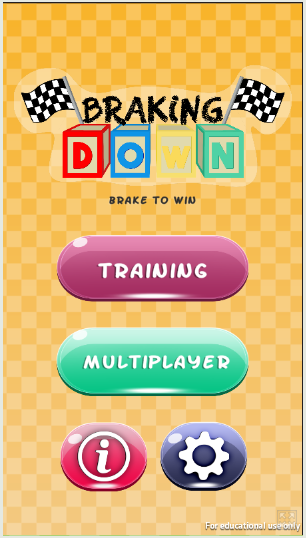 BRAKING
DOWN
BRAKE TO WIN
TRAINING
MULTIPLAYER
i
For educational use only